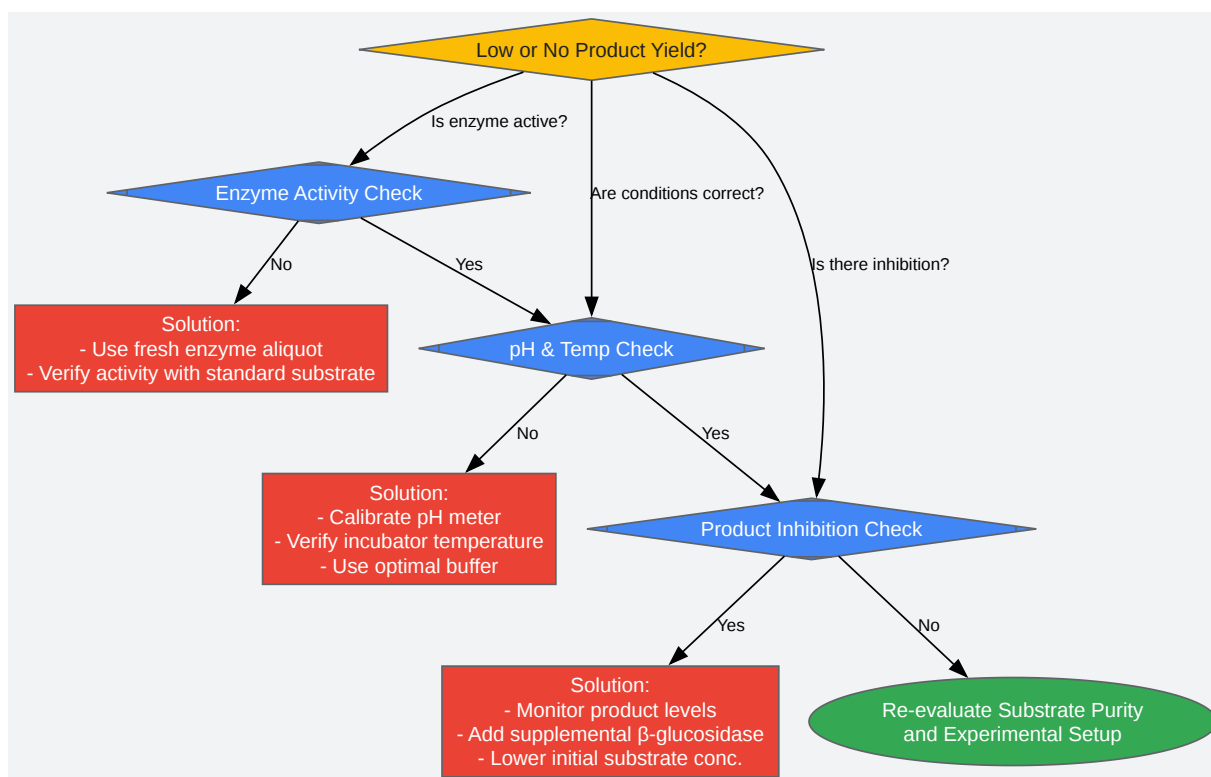 Low or No Product Yield?
Is enzyme active?
Enzyme Activity Check
Are conditions correct?
Is there inhibition?
No
Yes
Solution:
- Use fresh enzyme aliquot
- Verify activity with standard substrate
pH & Temp Check
No
Yes
Solution:
- Calibrate pH meter
- Verify incubator temperature
- Use optimal buffer
Product Inhibition Check
Yes
No
Solution:
- Monitor product levels
- Add supplemental β-glucosidase
- Lower initial substrate conc.
Re-evaluate Substrate Purity
and Experimental Setup